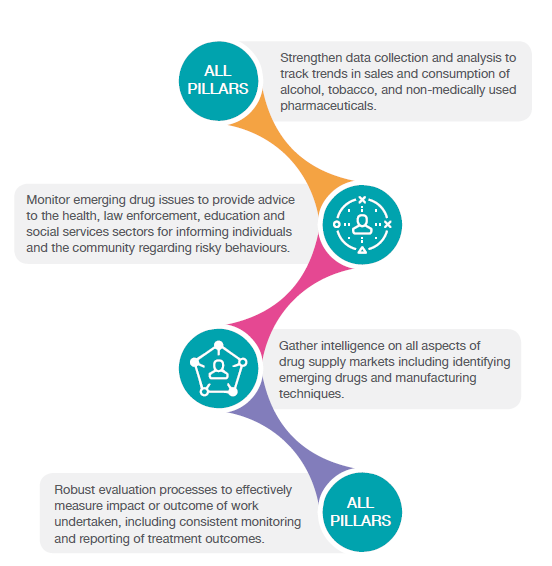 ALL
PILLARS
Strengthen data collection and analysis to
track trends in sales and consumption of
alcohol, tobacco, and non-medically used
pharmaceuticals.
Monitor emerging drug issues to provide advice
to the health, law enforcement, education and
social services sectors for informing individuals
and the community regarding risky behaviours.
Gather intelligence on all aspects of
drug supply markets including identifying
emerging drugs and manufacturing
techniques.
Robust evaluation processes to effectively
measure impact or outcome of work
undertaken, including consistent monitoring
and reporting of treatment outcomes.
ALL
PILLARS